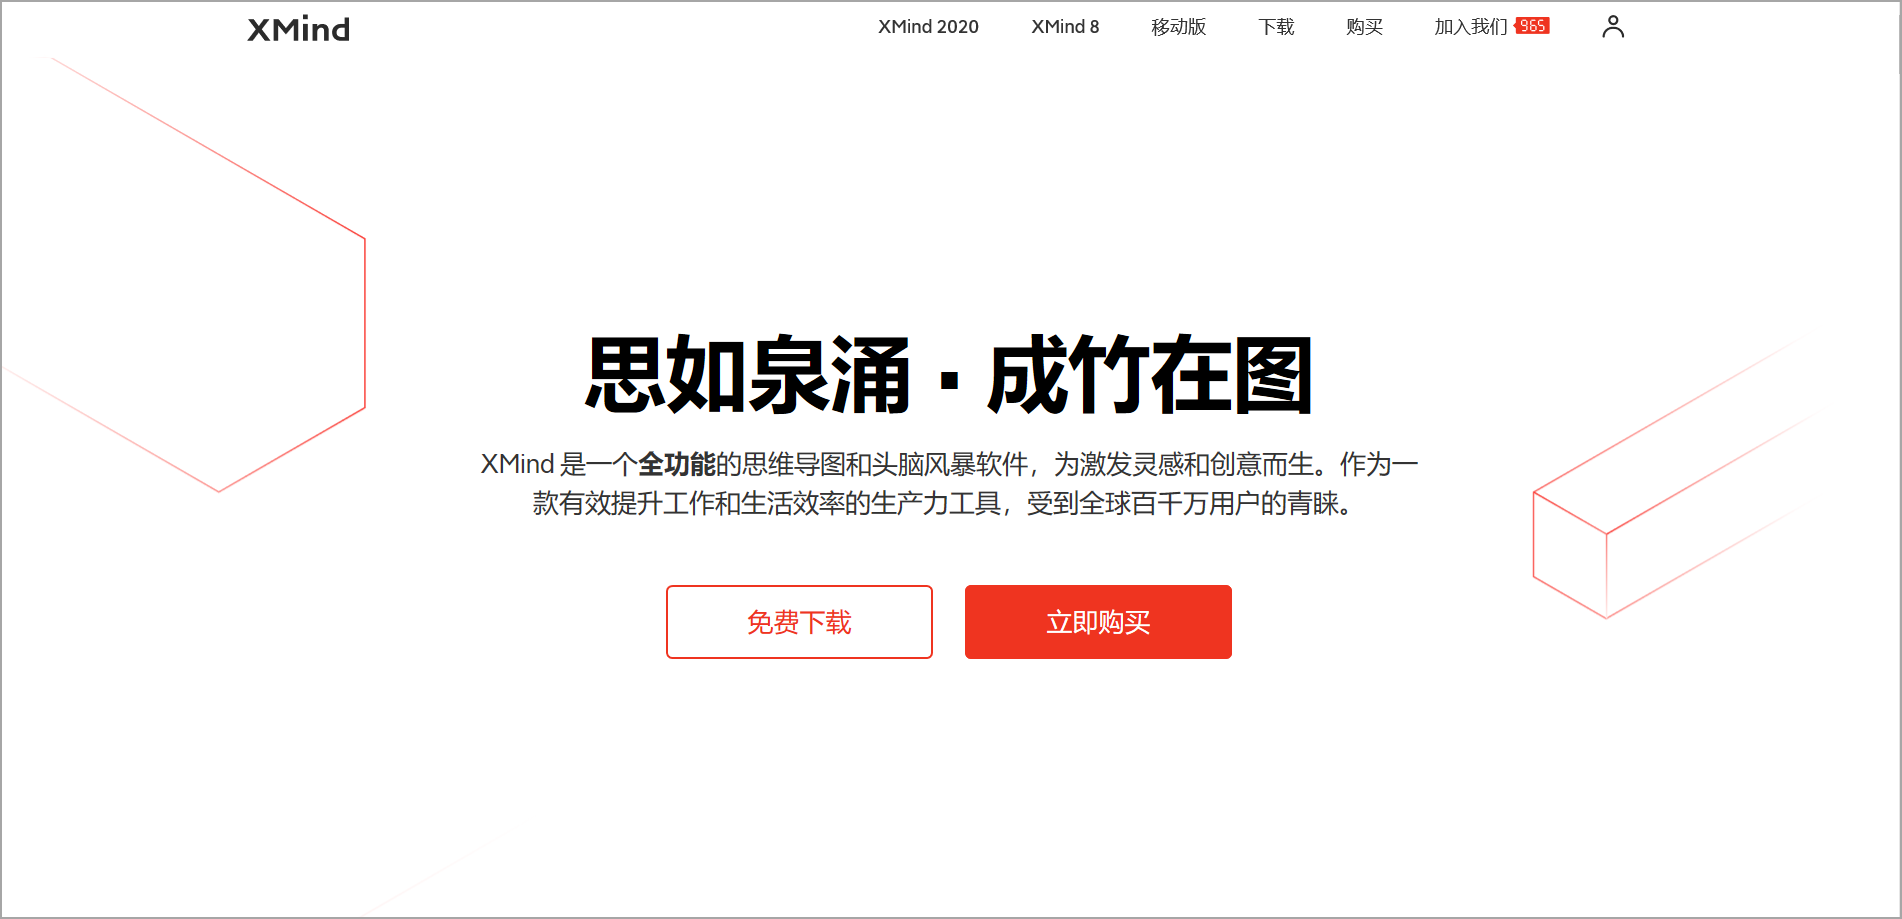 XMind
XMind 2020
XMind 8
移动版
下载
购买
加入我们 965
思如泉涌 · 成竹在图
XMind 是一个全功能的思维导图和头脑风暴软件，为激发灵感和创意而生。作为一
款有效提升工作和生活效率的生产力工具，受到全球百千万用户的青睐。
免费下载
立即购买